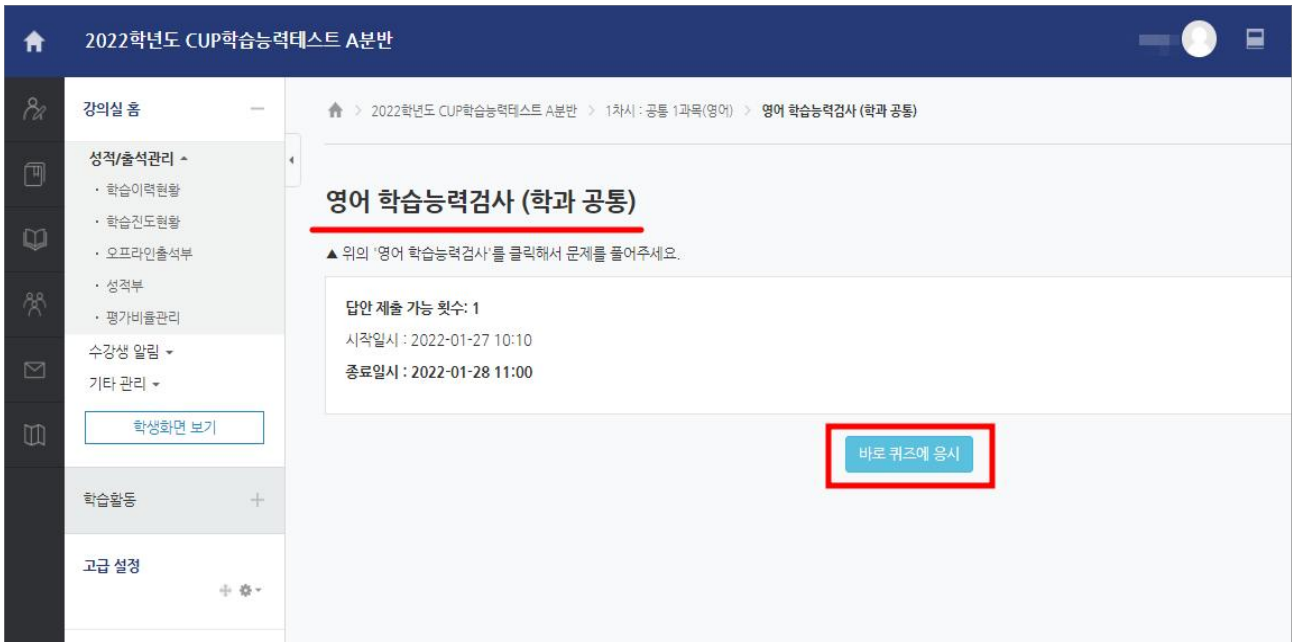 2022학년도 CUP학습능력테스트 A분반
강의실 홈
성적/출석관리
· 학습이력현황
· 학습진도현황
· 오프라인출석부
· 성적부
· 평가비율관리
수강생 알림
기타 관리
학생화면 보기
학습활동
고급 설정
> 2022학년도 CUP학습능력테스트 A분반 > 1차시 : 공통 1과목(영어) > 영어 학습능력검사 (학과 공통)
영어 학습능력검사 (학과 공통)
▲ 위의 '영어 학습능력검사'를 클릭해서 문제를 풀어주세요.
답안 제출 가능 횟수: 1
시작일시 : 2022-01-27 10:10
종료일시 : 2022-01-28 11:00
바로 퀴즈에 응시